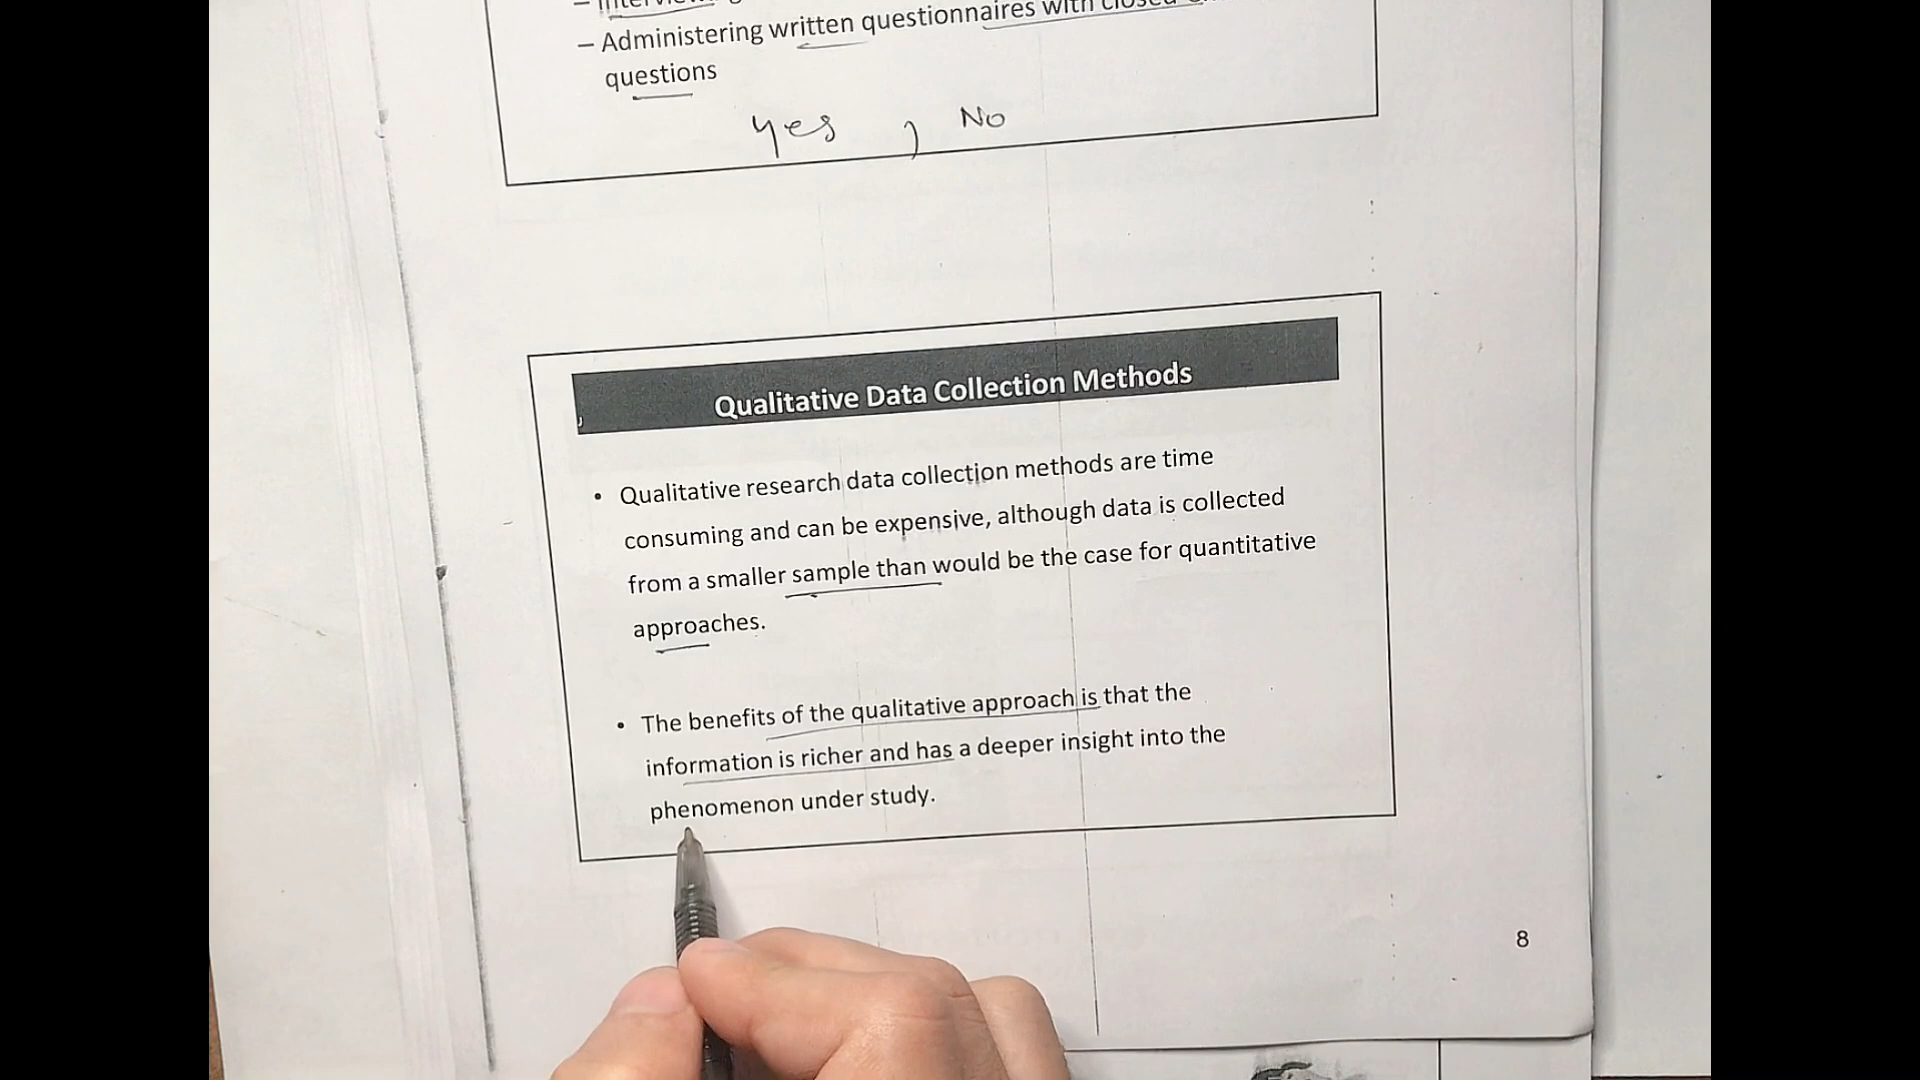 – Administering written questionnaires with closed
questions
Yes , No
Qualitative Data Collection Methods
• Qualitative research data collection methods are time
consuming and can be expensive, although data is collected
from a smaller sample than would be the case for quantitative
approaches.
• The benefits of the qualitative approach is that the
information is richer and has a deeper insight into the
phenomenon under study.
8